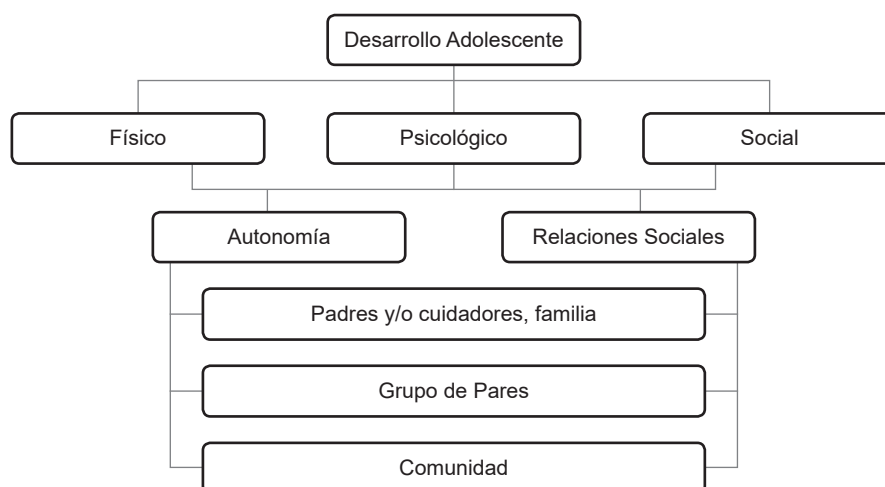 Desarrollo Adolescente
Físico
Psicológico
Social
Autonomía
Relaciones Sociales
Padres y/o cuidadores, familia
Grupo de Pares
Comunidad